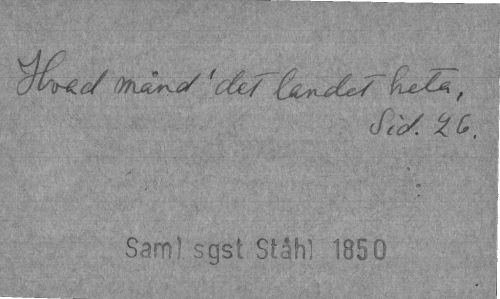 Hvad månd' det landet heta,
Sid. 26.
Saml sgst Ståhl 1850